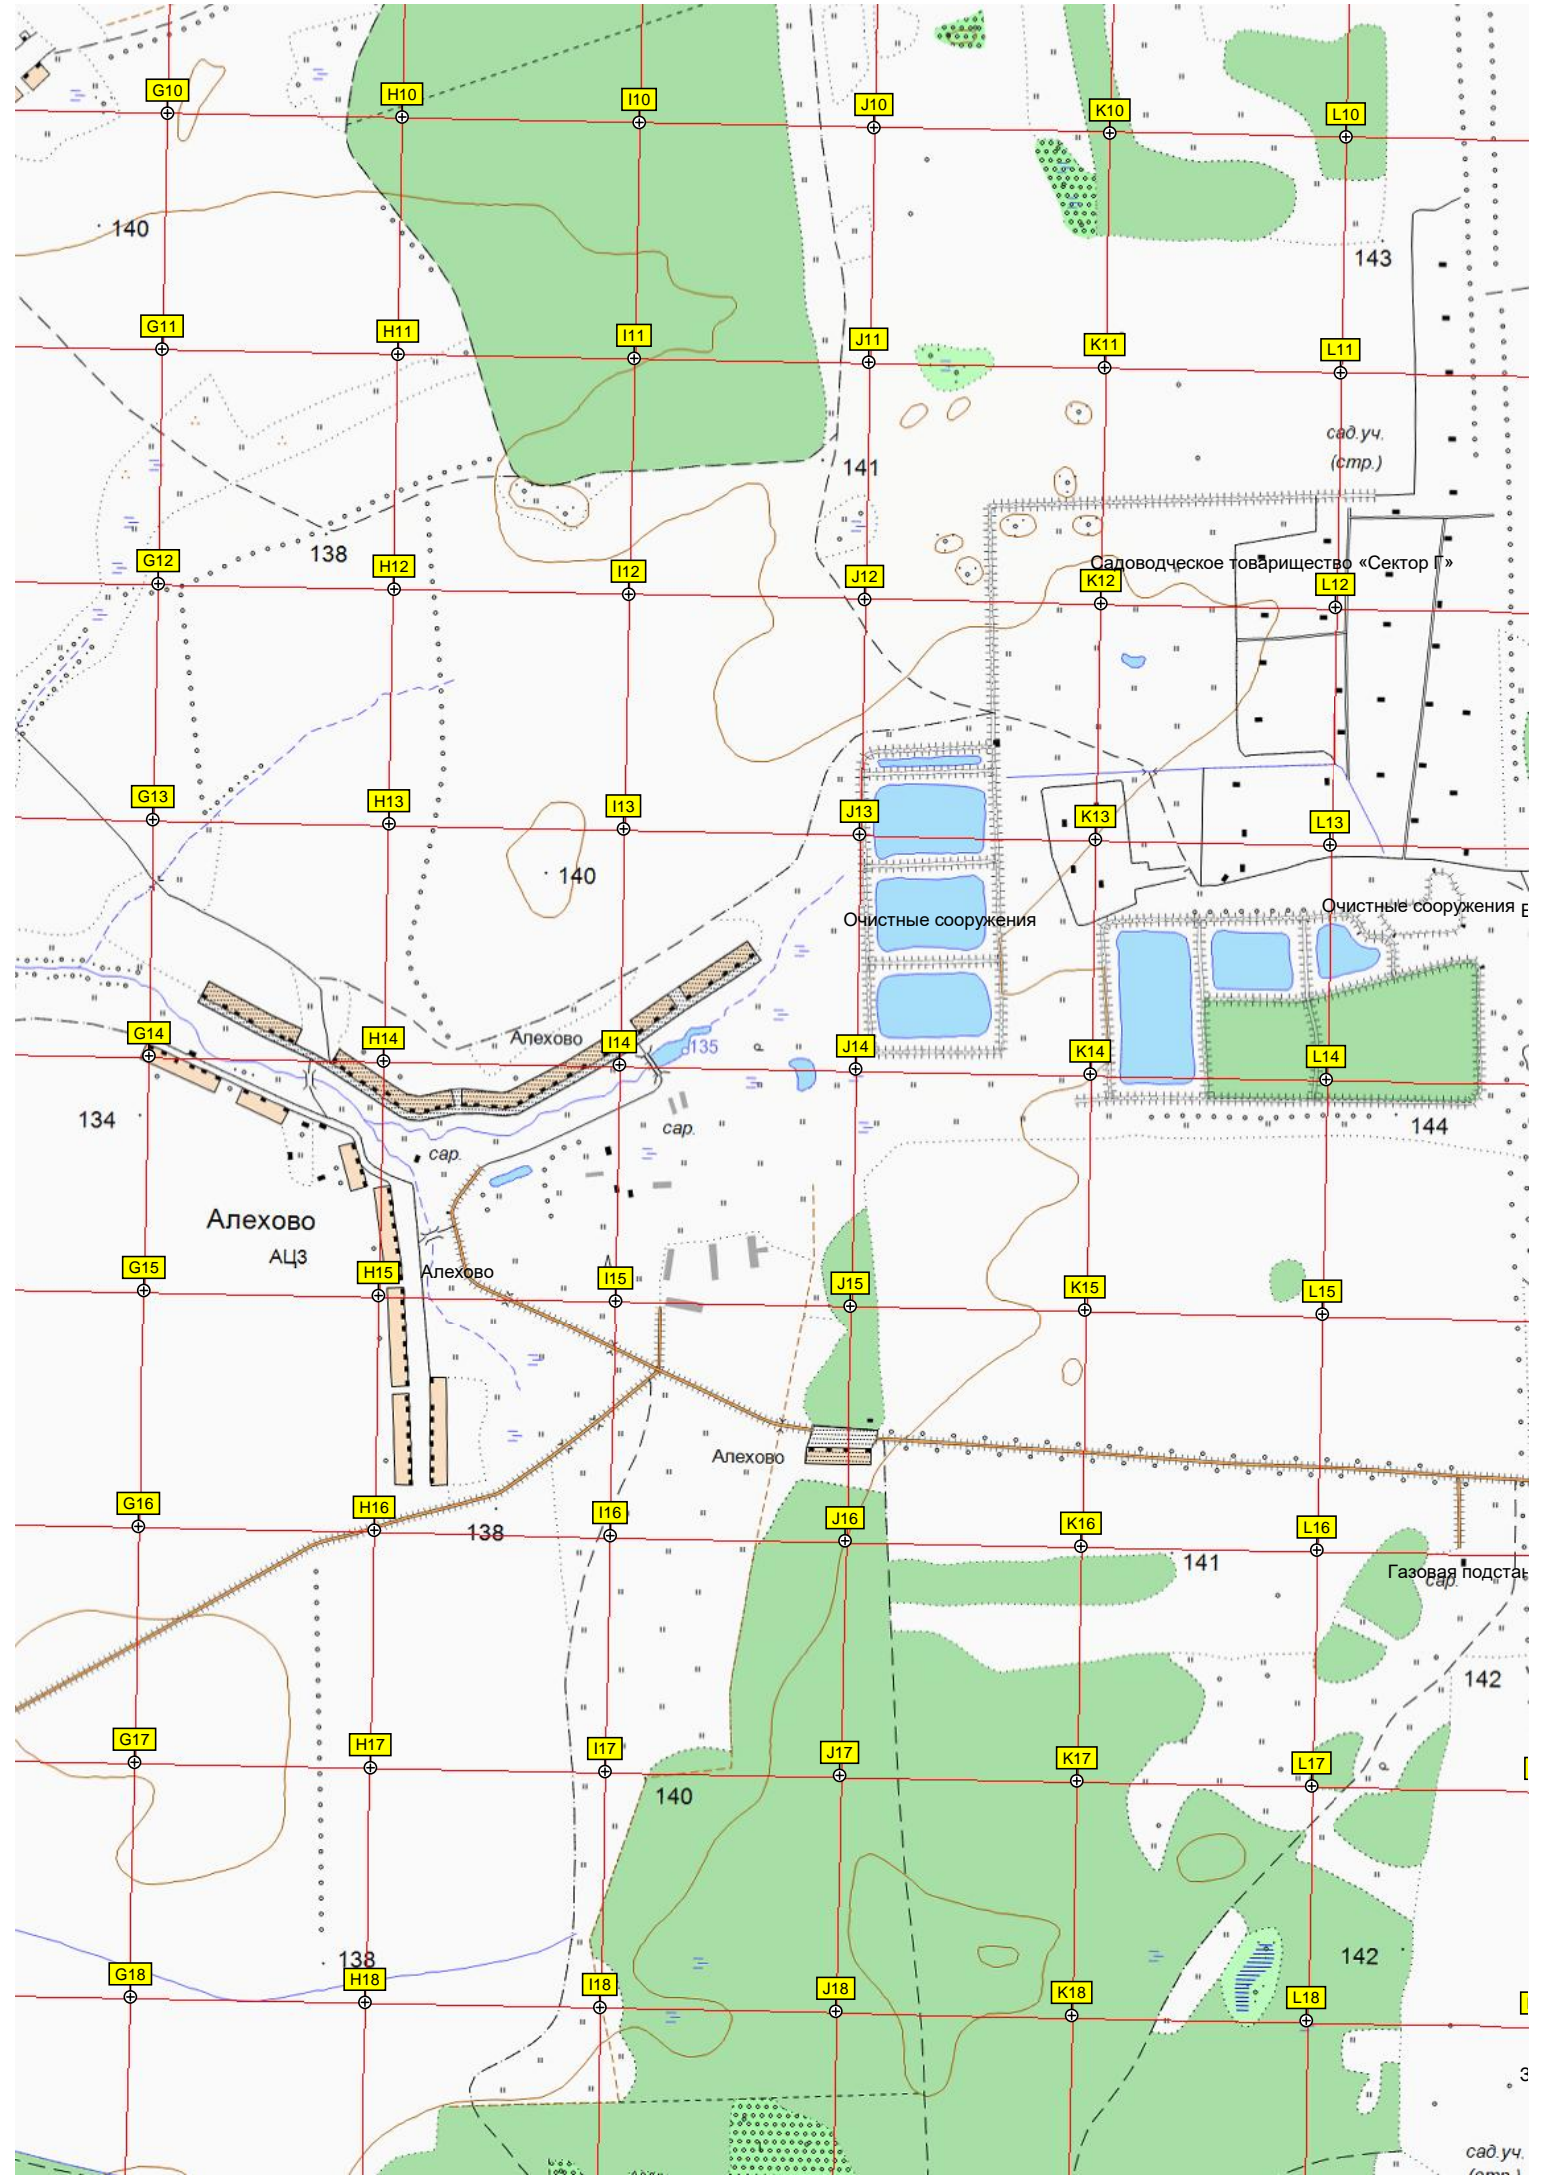 G10
H10
I10
J10
K10
L10
140
143
G11
H11
I11
J11
K11
L11
сад.уч.
(стр.)
141
138
Садоводческое товарищество «Сектор Г»
G12
H12
I12
J12
K12
L12
G13
H13
I13
J13
K13
L13
140
Очистные сооружения
Очистные сооружения
G14
H14
Алехово
I14
135
J14
K14
L14
134
сар.
144
сар.
Алехово
АЦЗ
G15
H15
Алехово
I15
J15
K15
L15
Алехово
G16
H16
138
I16
J16
K16
L16
141
Газовая подстан
сар.
142
G17
H17
I17
J17
K17
L17
140
138
142
G18
H18
I18
J18
K18
L18
сад.уч.
(стр.)